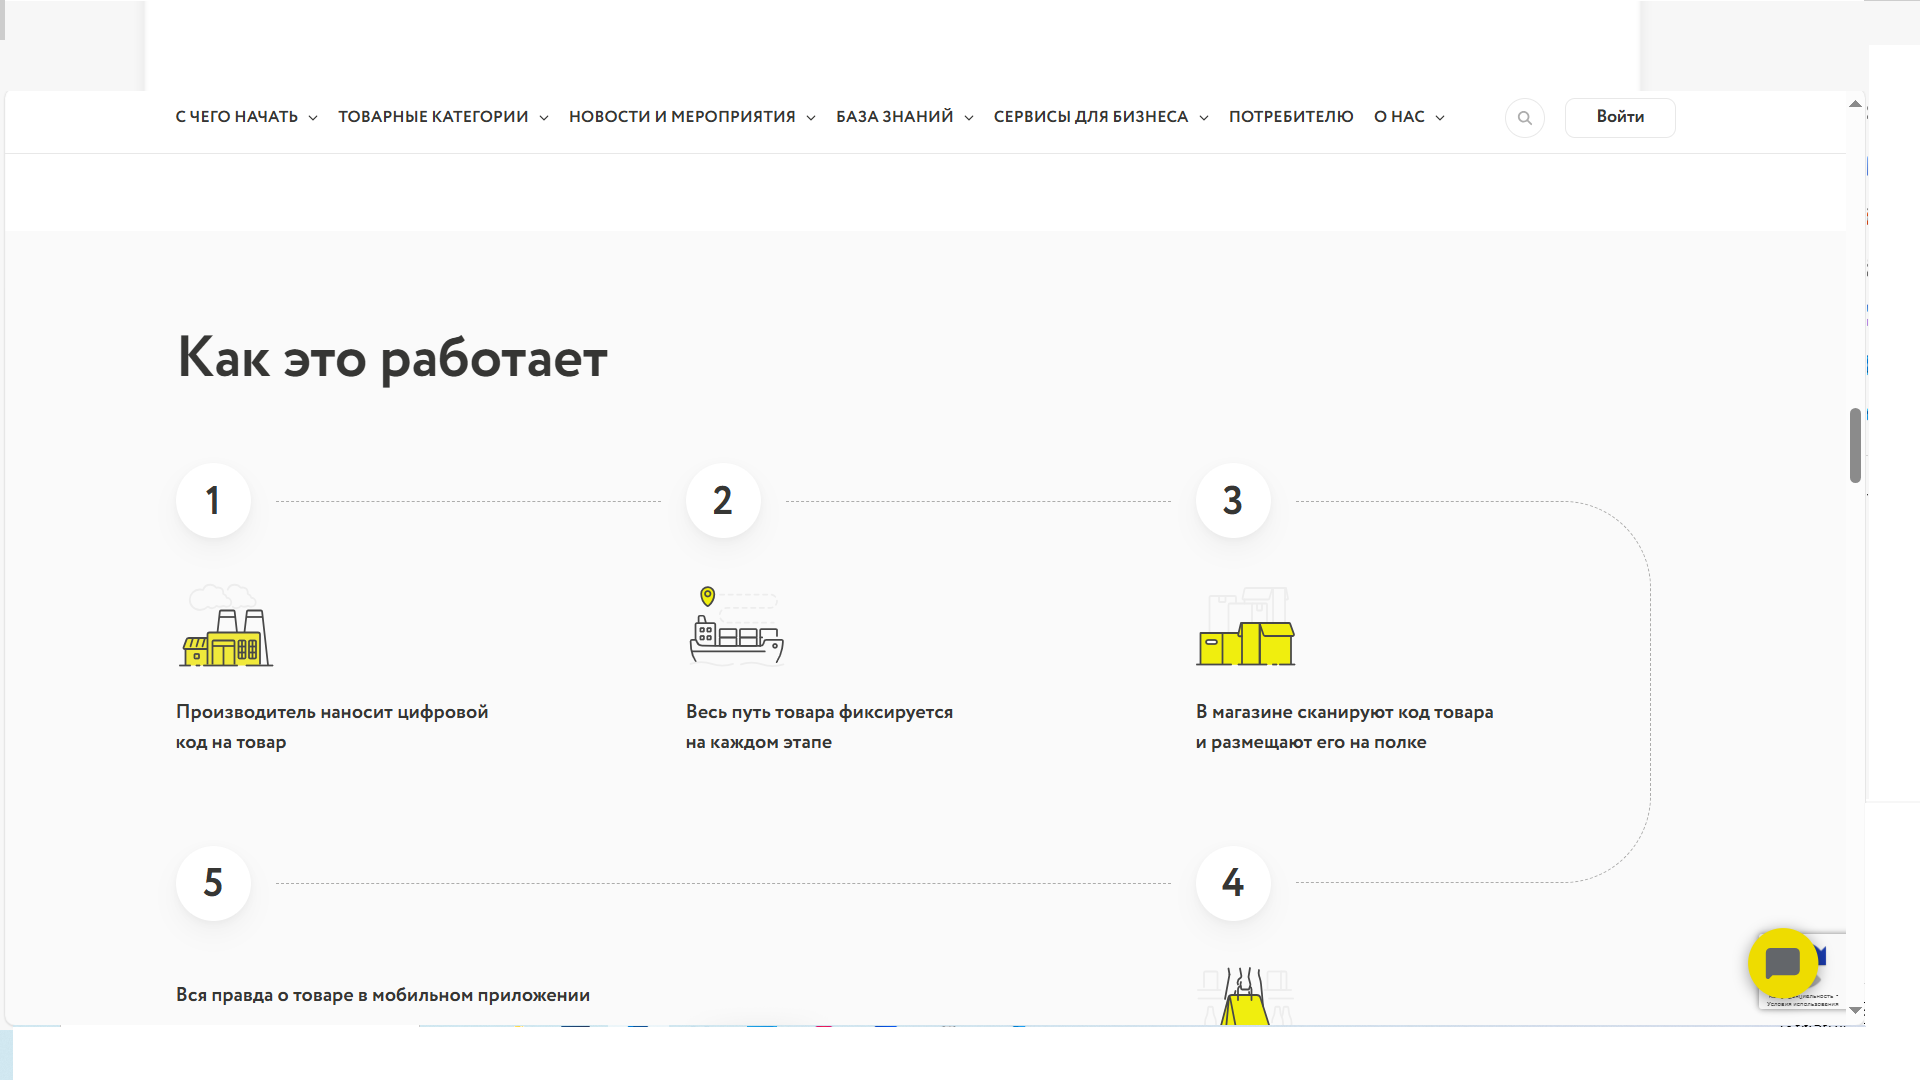 С ЧЕГО НАЧАТЬ ТОВАРНЫЕ КАТЕГОРИИ НОВОСТИ И МЕРОПРИЯТИЯ БАЗА ЗНАНИЙ СЕРВИСЫ ДЛЯ БИЗНЕСА ПОТРЕБИТЕЛЮ О НАС Войти
Как это работает
1 2 3
Производитель наносит цифровой
код на товар
Весь путь товара фиксируется
на каждом этапе
В магазине сканируют код товара
и размещают его на полке
5 4
Вся правда о товаре в мобильном приложении
Условия использования